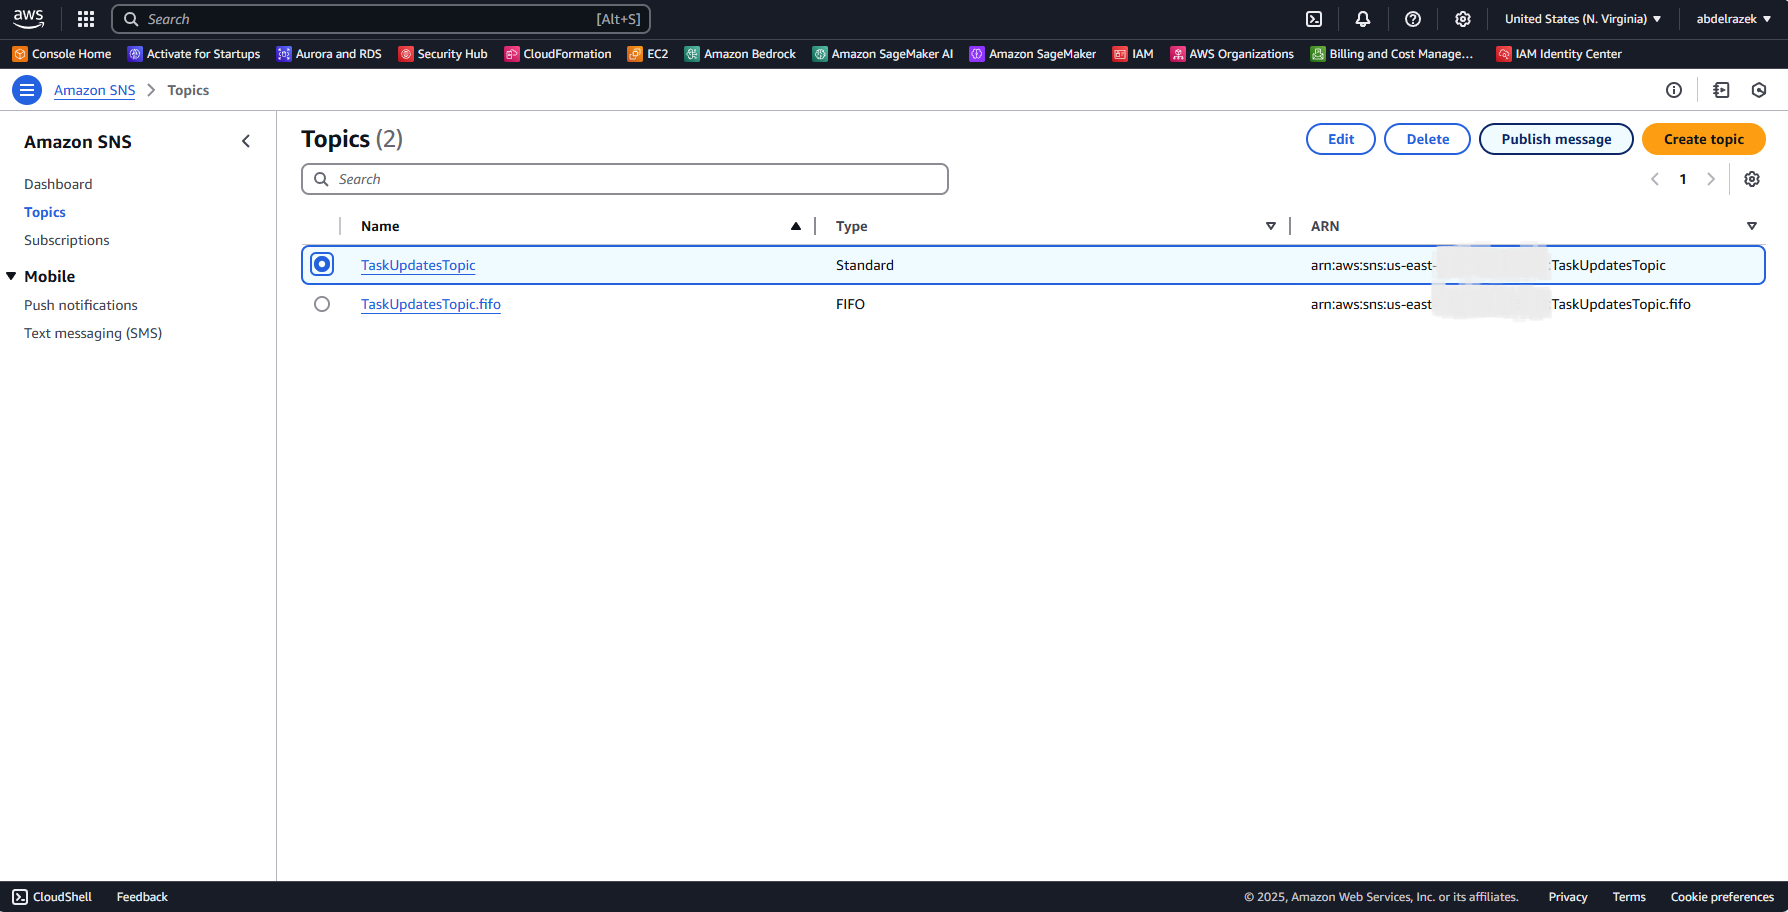 aws Search [Alt+S] United States (N. Virginia) abdelrazek
Console Home Activate for Startups Aurora and RDS Security Hub CloudFormation EC2 Amazon Bedrock Amazon SageMaker AI Amazon SageMaker IAM AWS Organizations Billing and Cost Manage... IAM Identity Center
Amazon SNS Topics
Amazon SNS
Dashboard
Topics
Subscriptions
Mobile
Push notifications
Text messaging (SMS)
Topics (2) Edit Delete Publish message Create topic
Search 1
Name Type ARN
TaskUpdatesTopic Standard arn:aws:sns:us-east- :TaskUpdatesTopic
TaskUpdatesTopic.fifo FIFO arn:aws:sns:us-east TaskUpdatesTopic.fifo
CloudShell Feedback © 2025, Amazon Web Services, Inc. or its affiliates. Privacy Terms Cookie preferences